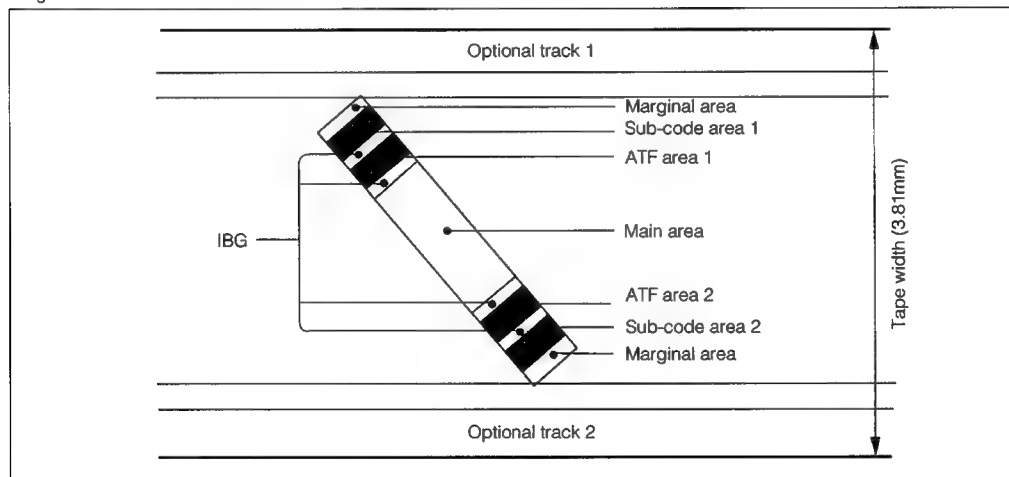 Optional track 1
Marginal area
Sub-code area 1
ATF area 1
IBG
Main area
ATF area 2
Sub-code area 2
Marginal area
Tape width (3.81mm)
Optional track 2